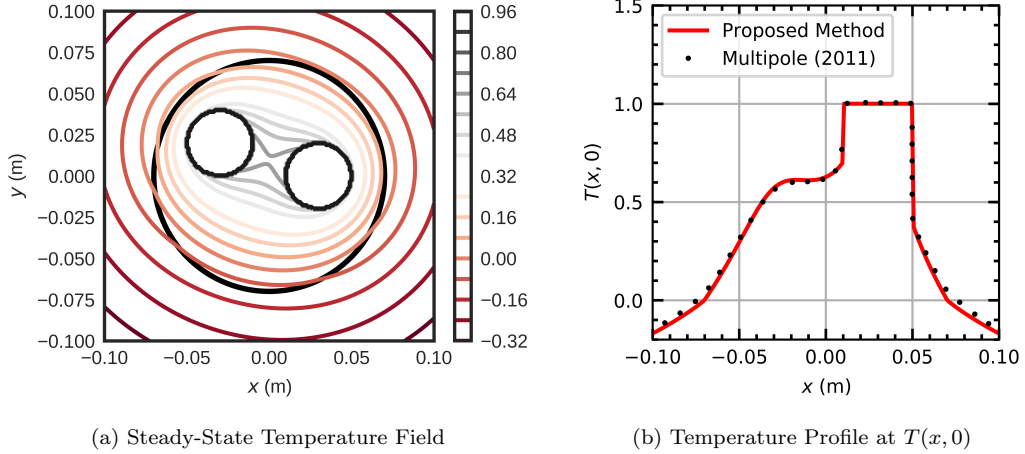 0.100
0.075
0.050
0.025
0.000
−0.025
−0.050
−0.075
−0.100
y (m)
−0.10 −0.05 0.00 0.05 0.10
x (m)
0.96
0.80
0.64
0.48
0.32
0.16
0.00
−0.16
−0.32
(a) Steady-State Temperature Field
1.5
1.0
0.5
0.0
T(x, 0)
Proposed Method
Multipole (2011)
−0.10 −0.05 0.00 0.05 0.10
x (m)
(b) Temperature Profile at T(x, 0)